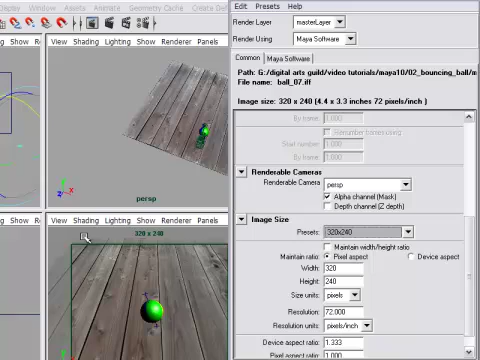 Display Window Assets Animate Geometry Cache Create De
Edit Presets Help
Render Layer masterLayer
Render Using Maya Software
Show Re
View Shading Lighting Show Renderer Panels
Common Maya Software
Path: G:/digital arts guild/video tutorials/maya10/02_bouncing_ball/m
File name: ball_07.iff
Image size: 320 x 240 (4.4 x 3.3 inches 72 pixels/inch )
By frame: 1.000
Renumber frames using
Start number: 1.000
By frame: 1.000
Renderable Cameras
Renderable Camera persp
Alpha channel (Mask)
Depth channel (Z depth)
persp
Show Re
View Shading Lighting Show Renderer Panels
320 x 240
Image Size
Presets: 320x240
Maintain width/height ratio
Maintain ratio: Pixel aspect Device aspect
Width: 320
Height: 240
Size units: pixels
Resolution: 72.000
Resolution units: pixels/inch
Device aspect ratio: 1.333
Pixel aspect ratio: 1.000